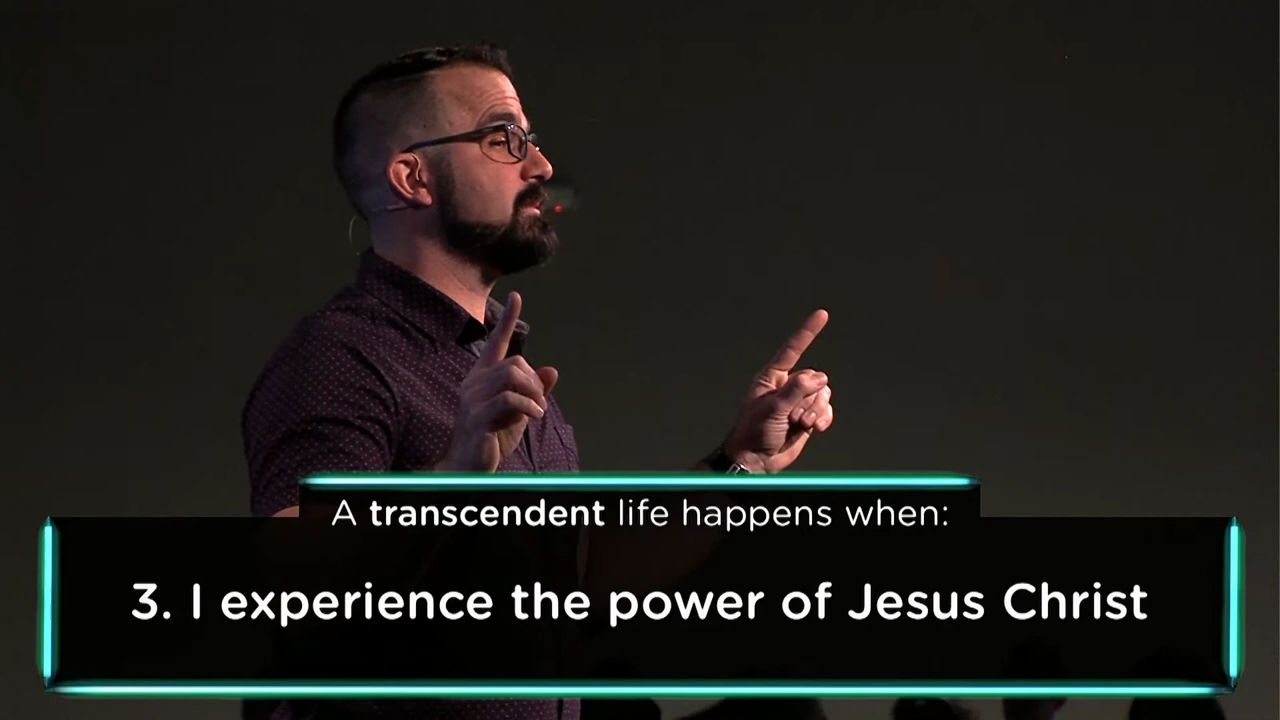 A transcendent life happens when:
3. I experience the power of Jesus Christ